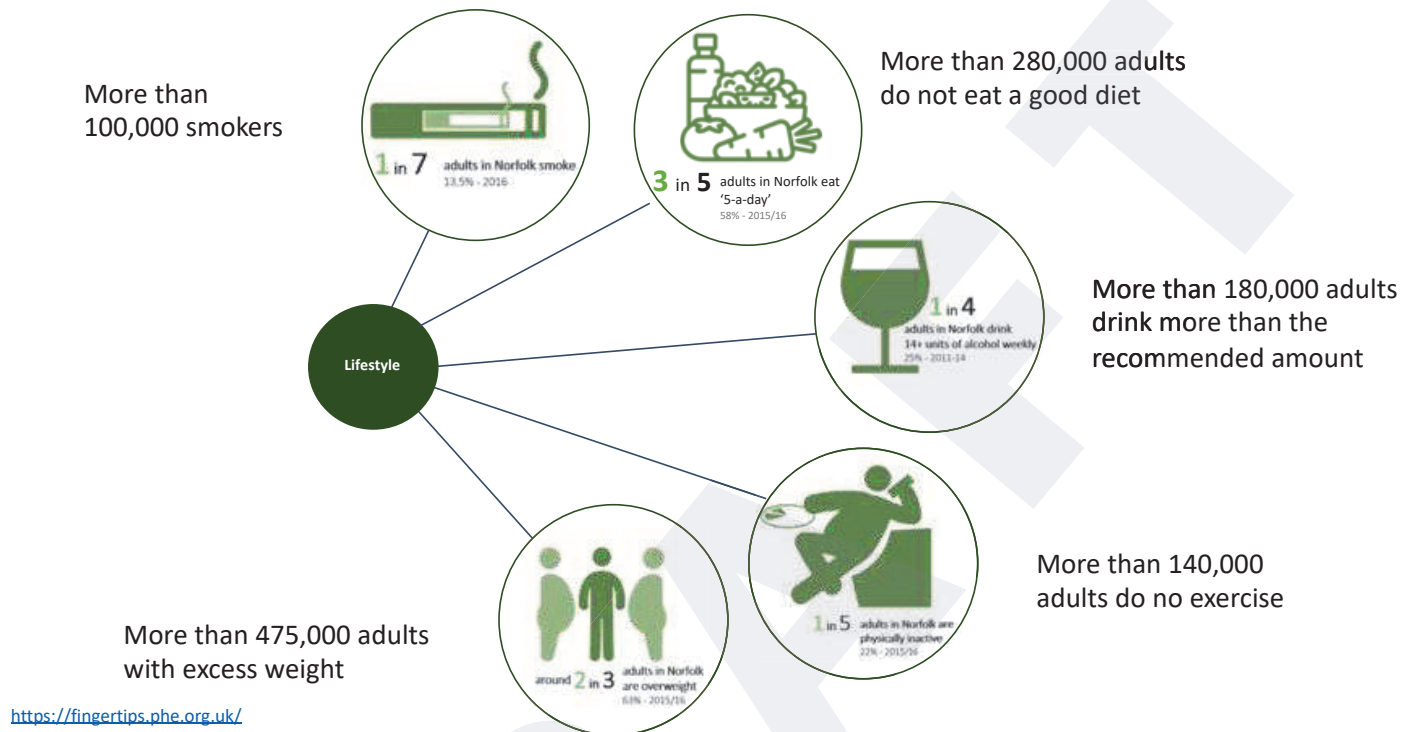 More than
100,000 smokers
1 in 7 adults in Norfolk smoke
13.5% - 2016
3 in 5 adults in Norfolk eat
'5-a-day'
58% - 2015/16
More than 280,000 adults
do not eat a good diet
1 in 4
adults in Norfolk drink
14+ units of alcohol weekly
25% - 2011-14
More than 180,000 adults
drink more than the
recommended amount
Lifestyle
1 in 5 adults in Norfolk are
physically inactive
22% - 2015/16
More than 140,000
adults do no exercise
around 2 in 3 adults in Norfolk
are overweight
63% - 2015/16
More than 475,000 adults
with excess weight
https://fingertips.phe.org.uk/
DRAFT